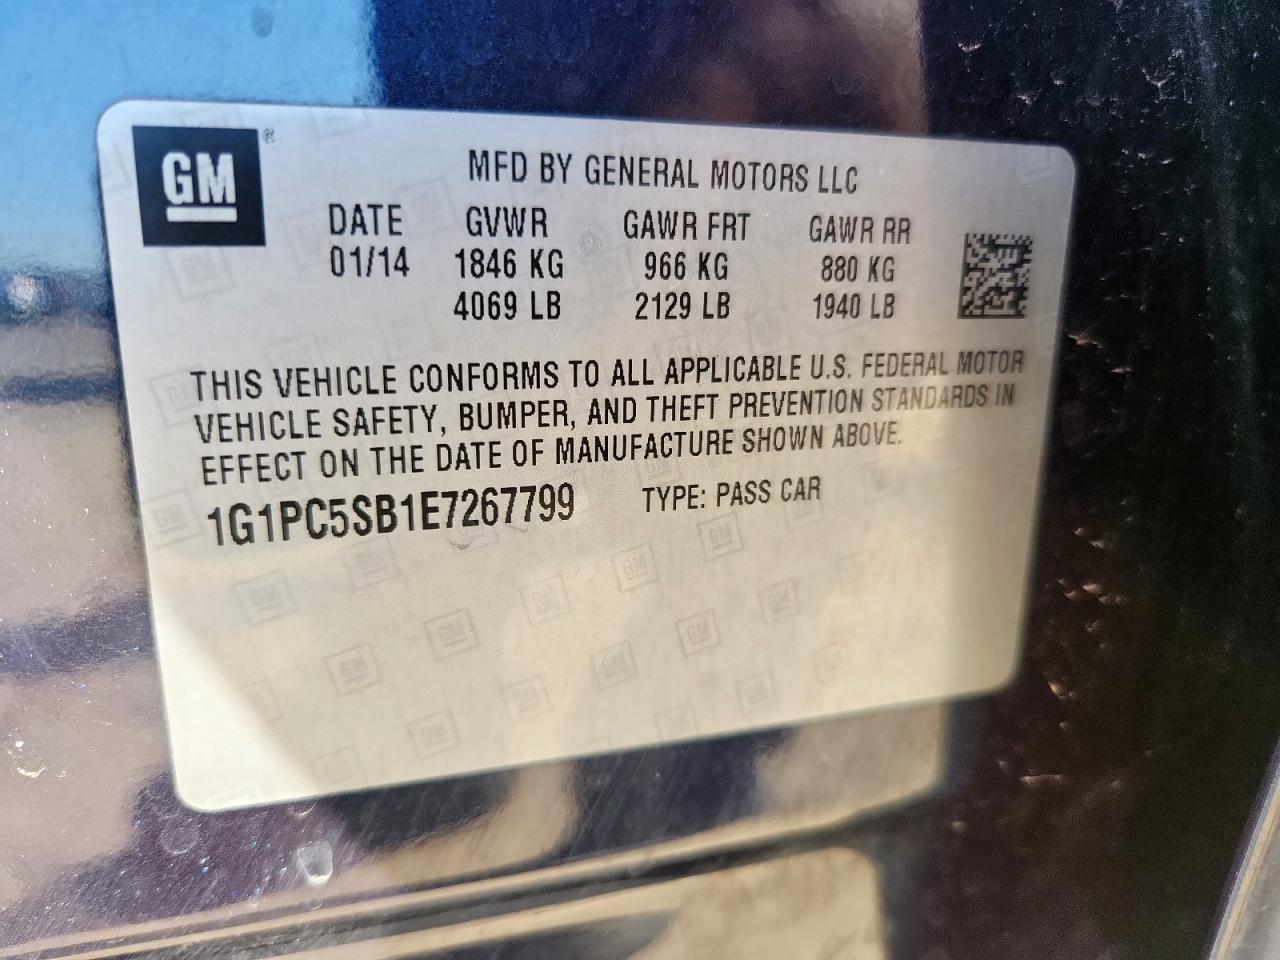 GM ®
MFD BY GENERAL MOTORS LLC
DATE GVWR GAWR FRT GAWR RR
01/14 1846 KG 966 KG 880 KG
4069 LB 2129 LB 1940 LB
THIS VEHICLE CONFORMS TO ALL APPLICABLE U.S. FEDERAL MOTOR
VEHICLE SAFETY, BUMPER, AND THEFT PREVENTION STANDARDS IN
EFFECT ON THE DATE OF MANUFACTURE SHOWN ABOVE.
1G1PC5SB1E7267799 TYPE: PASS CAR